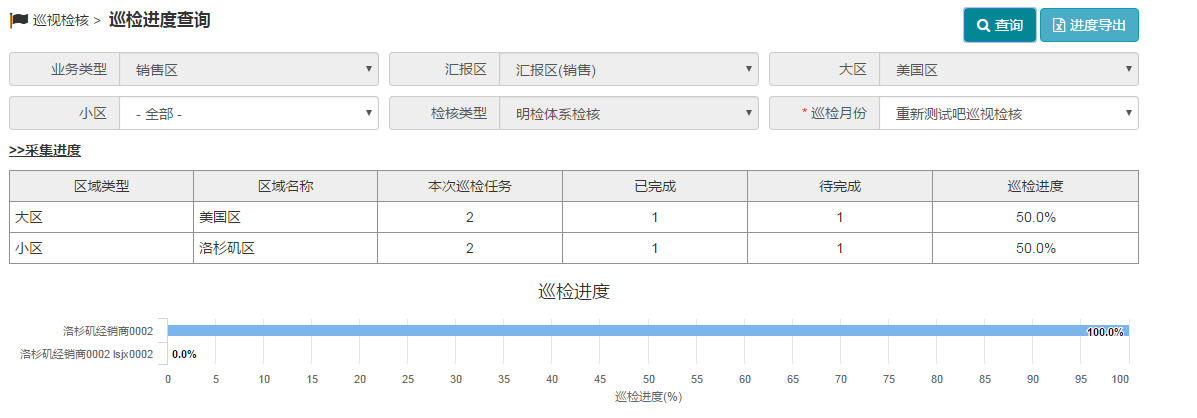 巡视检核 > 巡检进度查询
查询 进度导出
业务类型 销售区 汇报区 汇报区(销售) 大区 美国区
小区 - 全部 - 检核类型 明检体系检核 * 巡检月份 重新测试吧巡视检核
>>采集进度
区域类型 区域名称 本次巡检任务 已完成 待完成 巡检进度
大区 美国区 2 1 1 50.0%
小区 洛杉矶区 2 1 1 50.0%
巡检进度
洛杉矶经销商0002 100.0%
洛杉矶经销商0002 lsjx0002 0.0%
0 5 10 15 20 25 30 35 40 45 50 55 60 65 70 75 80 85 90 95 100
巡检进度(%)